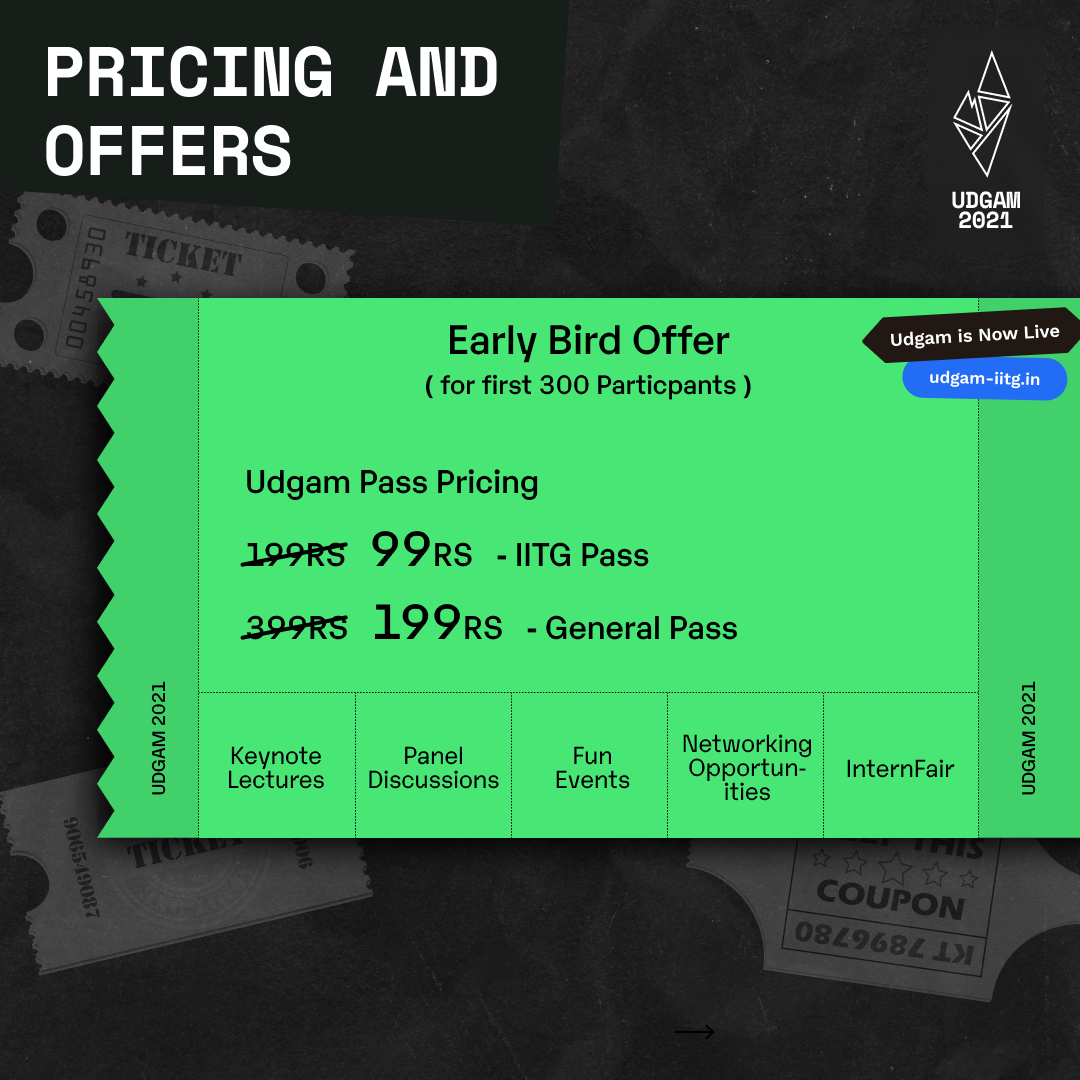 PRICING AND
OFFERS
UDGAM
2021
TICKET
00458930
Early Bird Offer
( for first 300 Particpants )
Udgam is Now Live
udgam-iitg.in
Udgam Pass Pricing
199RS 99RS - IITG Pass
399RS 199RS - General Pass
UDGAM 2021
Keynote
Lectures
Panel
Discussions
Fun
Events
Networking
Opportun-
ities
InternFair
UDGAM 2021
TICKET
THIS
COUPON
KT 7896780